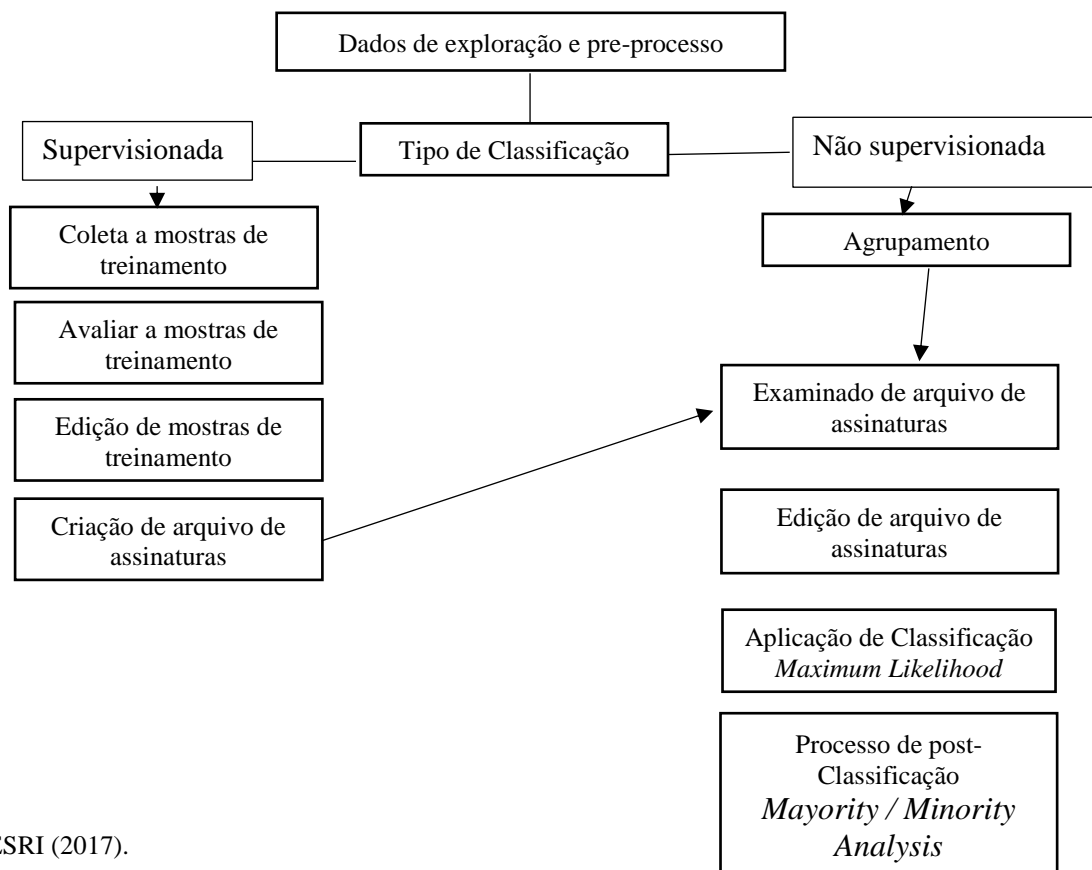 Dados de exploração e pre-processo
Supervisionada
Tipo de Classificação
Não supervisionada
Coleta a mostras de
treinamento
Agrupamento
Avaliar a mostras de
treinamento
Examinado de arquivo de
assinaturas
Edição de mostras de
treinamento
Criação de arquivo de
assinaturas
Edição de arquivo de
assinaturas
Aplicação de Classificação
Maximum Likelihood
Processo de post-
Classificação
Mayority / Minority
Analysis
ESRI (2017).